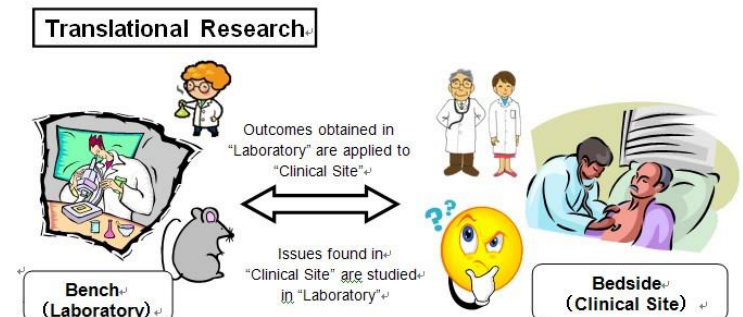 Translational Research
Outcomes obtained in
“Laboratory” are applied to
“Clinical Site”
Issues found in
“Clinical Site” are studied
in “Laboratory”
Bench
（Laboratory）
??
Bedside
（Clinical Site）